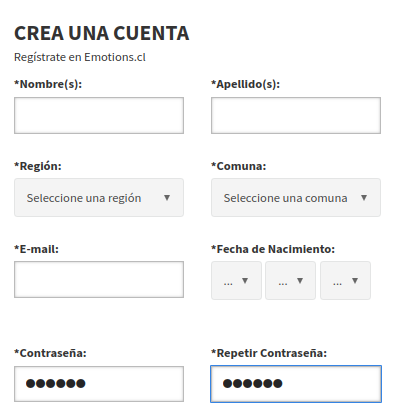 CREA UNA CUENTA
Regístrate en Emotions.cl
*Nombre(s): *Apellido(s):
*Región: *Comuna:
Seleccione una región ▼ Seleccione una comuna ▼
*E-mail: *Fecha de Nacimiento:
... ▼ ... ▼ ... ▼
*Contraseña: *Repetir Contraseña:
●●●●●● ●●●●●●